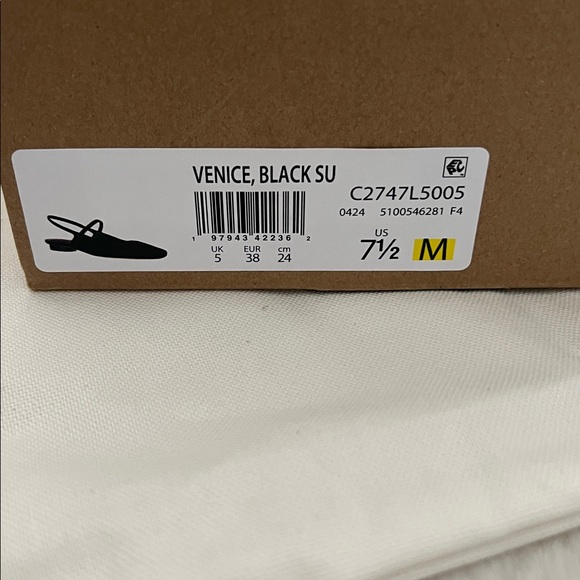 VENICE, BLACK SU
C2747L5005
1 97943 42236 2
0424 5100546281 F4
UK EUR cm
5 38 24
US
7½ M